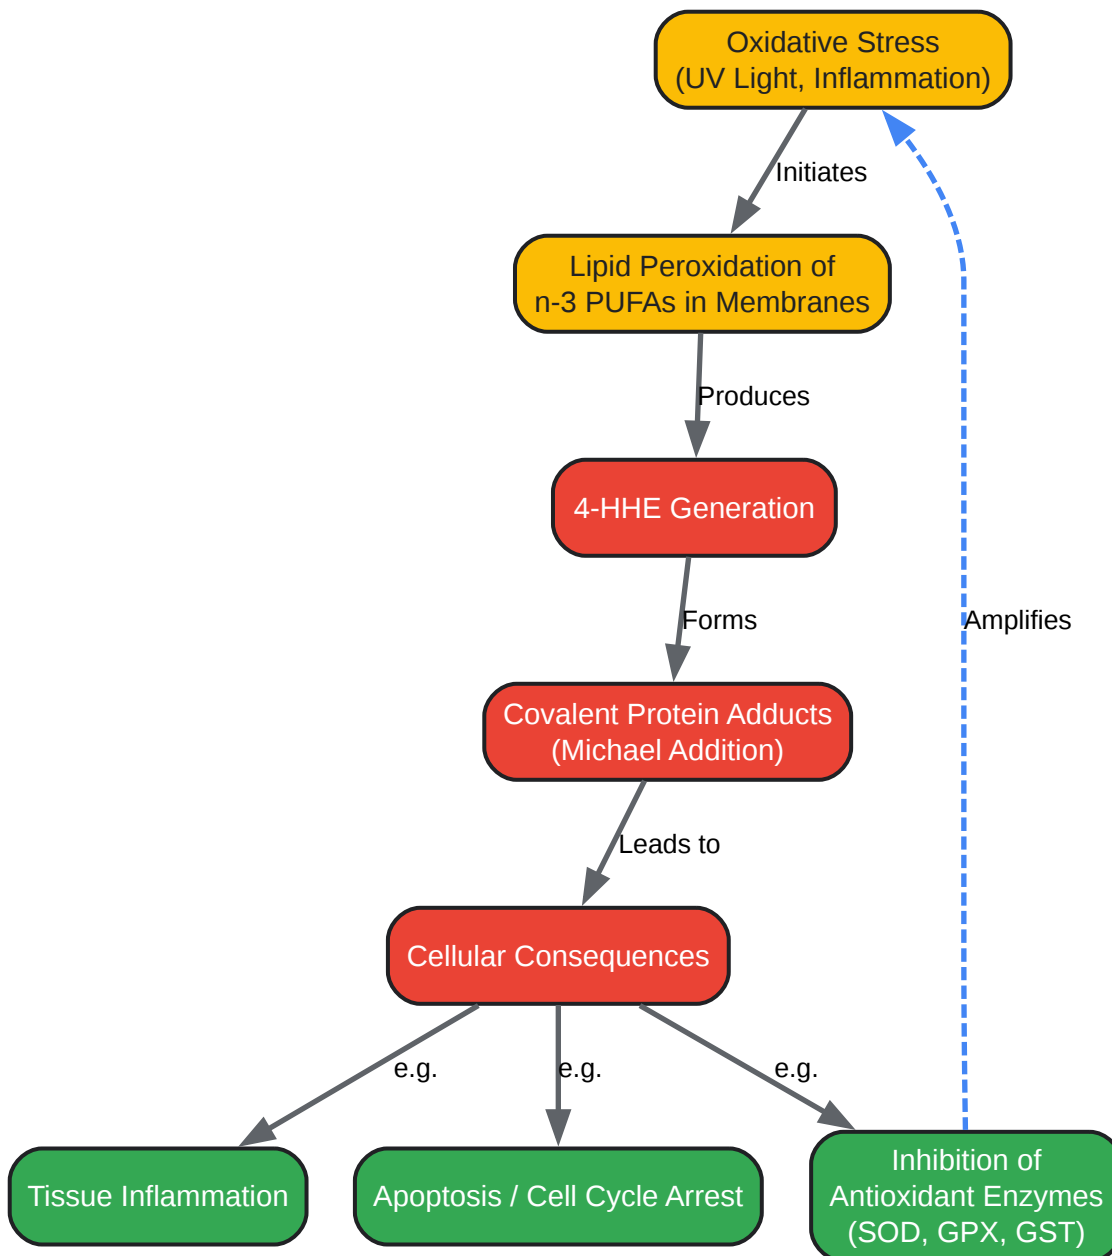 Oxidative Stress
(UV Light, Inflammation)
Initiates
Lipid Peroxidation of
n-3 PUFAs in Membranes
Produces
4-HHE Generation
Forms
Amplifies
Covalent Protein Adducts
(Michael Addition)
Leads to
Cellular Consequences
e.g.
e.g.
e.g.
Tissue Inflammation
Apoptosis / Cell Cycle Arrest
Inhibition of
Antioxidant Enzymes
(SOD, GPX, GST)